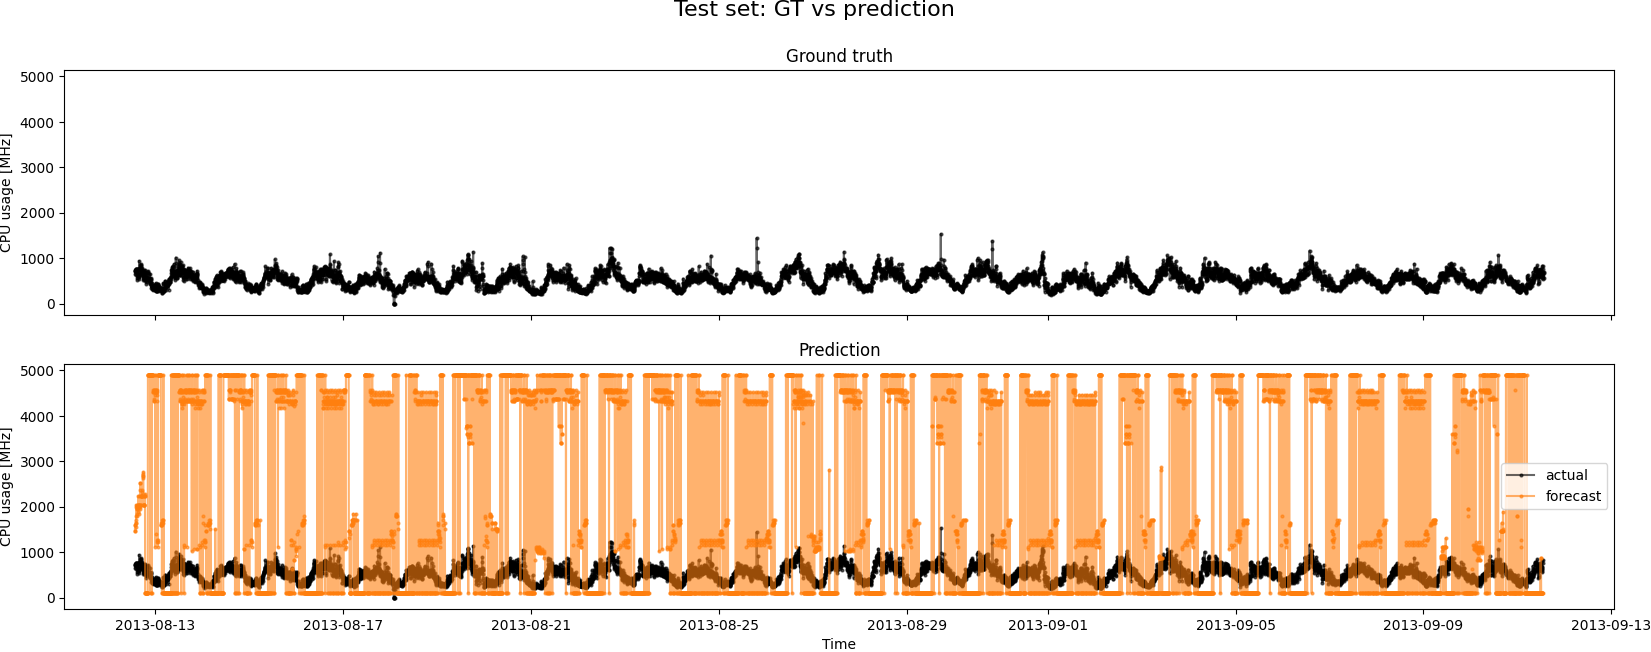 Test set: GT vs prediction
Ground truth
CPU usage [MHz]
5000
4000
3000
2000
1000
0
Prediction
CPU usage [MHz]
5000
4000
3000
2000
1000
0
actual
forecast
2013-08-13 2013-08-17 2013-08-21 2013-08-25 2013-08-29 2013-09-01 2013-09-05 2013-09-09 2013-09-13
Time